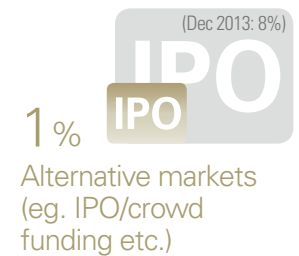 (Dec 2013: 8%)
IPO
IPO
1%
Alternative markets
(eg. IPO/crowd
funding etc.)